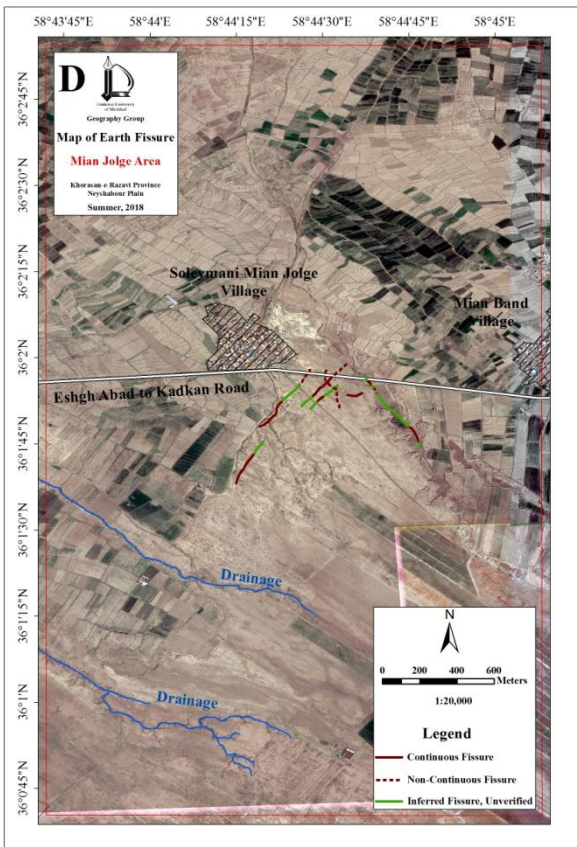 58°43'45"E 58°44'E 58°44'15"E 58°44'30"E 58°44'45"E 58°45'E
D
Ferdowsi University
of Mashhad
Geography Group
Map of Earth Fissure
Mian Jolge Area
Khorasan-e-Razavi Province
Neyshabour Plain
Summer, 2018
36°2'45"N
36°2'30"N
36°2'15"N
36°2'N
36°1'45"N
36°1'30"N
36°1'15"N
36°1'N
36°0'45"N
Soleymani Mian Jolge
Village
Mian Band
Village
Eshgh Abad to Kadkan Road
Drainage
Drainage
N
0 200 400 600
Meters
1:20,000
Legend
Continuous Fissure
Non-Continuous Fissure
Inferred Fissure, Unverified